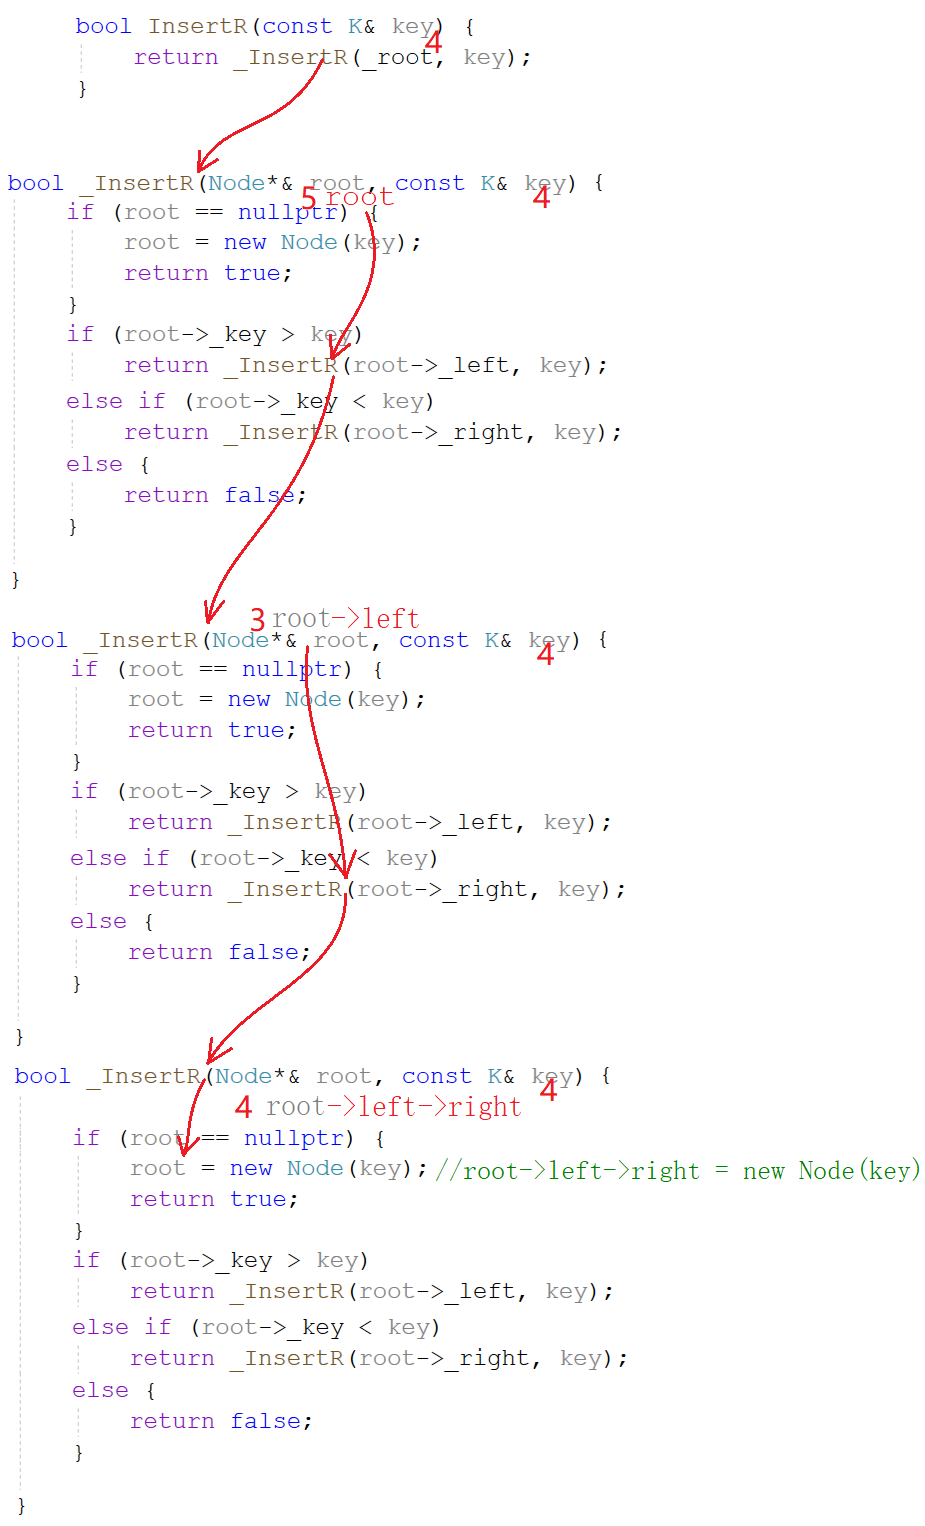 bool InsertR(const K& key) {
4
return _InsertR(_root, key);
}
bool _InsertR(Node*& root, const K& key) {
5 root 4
if (root == nullptr) {
root = new Node(key);
return true;
}
if (root->_key > key)
return _InsertR(root->_left, key);
else if (root->_key < key)
return _InsertR(root->_right, key);
else {
return false;
}
}
3 root->left
bool _InsertR(Node*& root, const K& key) {
4
if (root == nullptr) {
root = new Node(key);
return true;
}
if (root->_key > key)
return _InsertR(root->_left, key);
else if (root->_key < key)
return _InsertR(root->_right, key);
else {
return false;
}
}
bool _InsertR(Node*& root, const K& key) {
4 root->left->right 4
if (root == nullptr) {
root = new Node(key); //root->left->right = new Node(key)
return true;
}
if (root->_key > key)
return _InsertR(root->_left, key);
else if (root->_key < key)
return _InsertR(root->_right, key);
else {
return false;
}
}